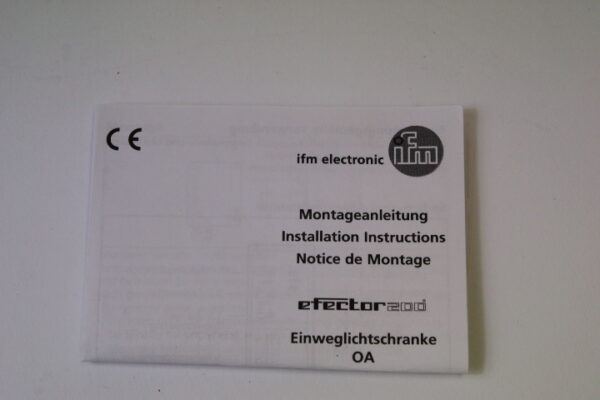 CE
ifm electronic
ifm
Montageanleitung
Installation Instructions
Notice de Montage
efector200
Einweglichtschranke
OA